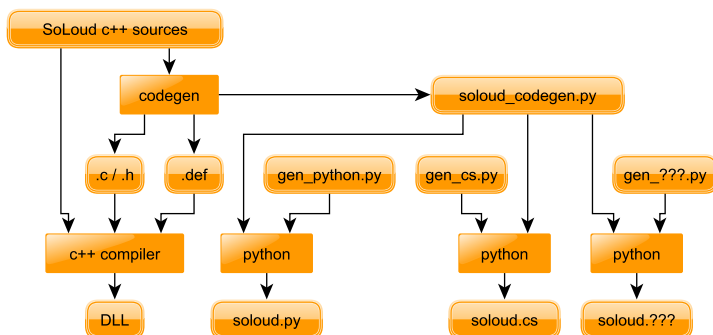 SoLoud c++ sources
codegen
soloud_codegen.py
.c / .h
.def
gen_python.py
gen_cs.py
gen_???.py
c++ compiler
python
python
python
DLL
soloud.py
soloud.cs
soloud.???